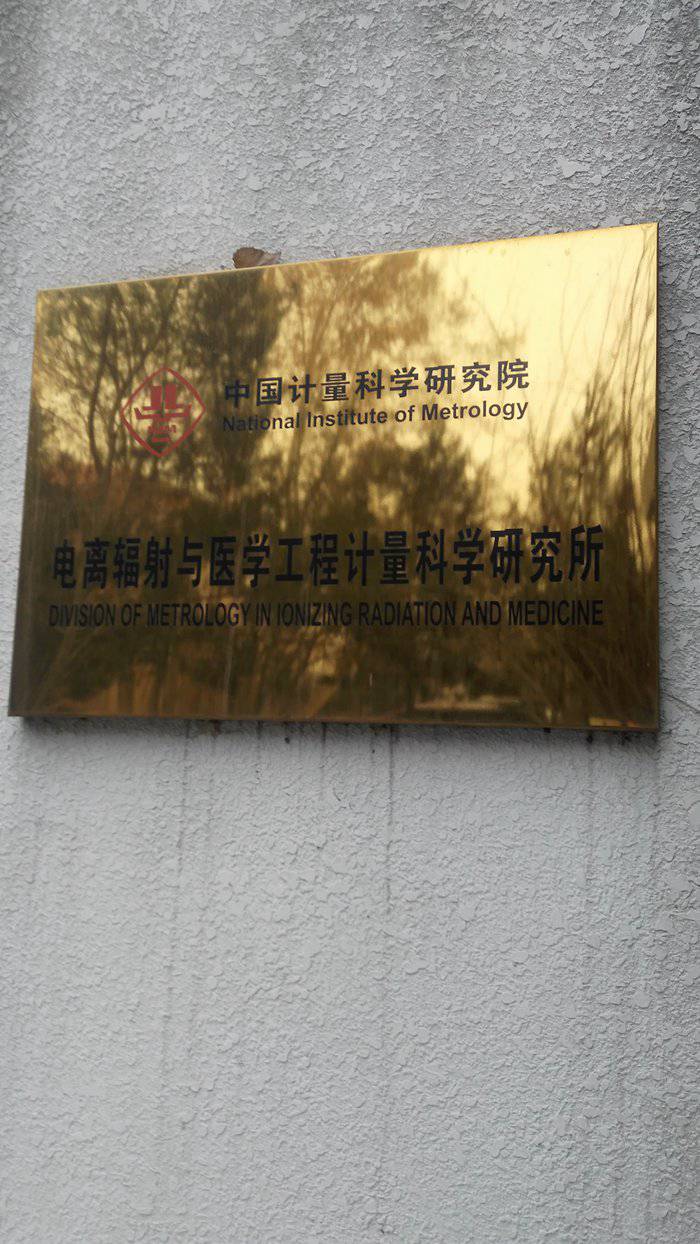 中国计量科学研究院
National Institute of Metrology
电离辐射与医学工程计量科学研究所
DIVISION OF METROLOGY IN IONIZING RADIATION AND MEDICINE